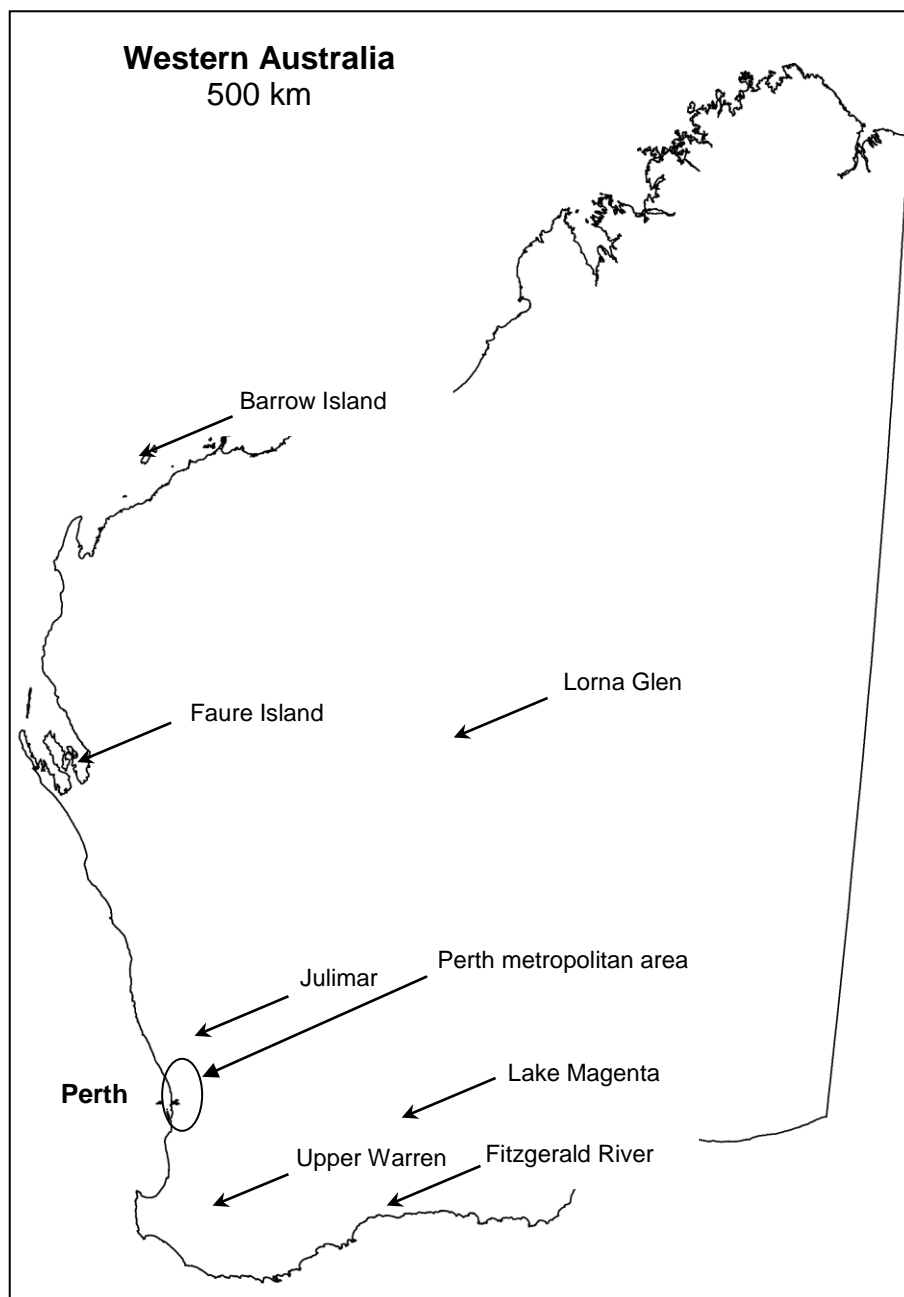 Western Australia
500 km
Barrow Island
Lorna Glen
Faure Island
Perth metropolitan area
Julimar
Lake Magenta
Perth
Fitzgerald River
Upper Warren